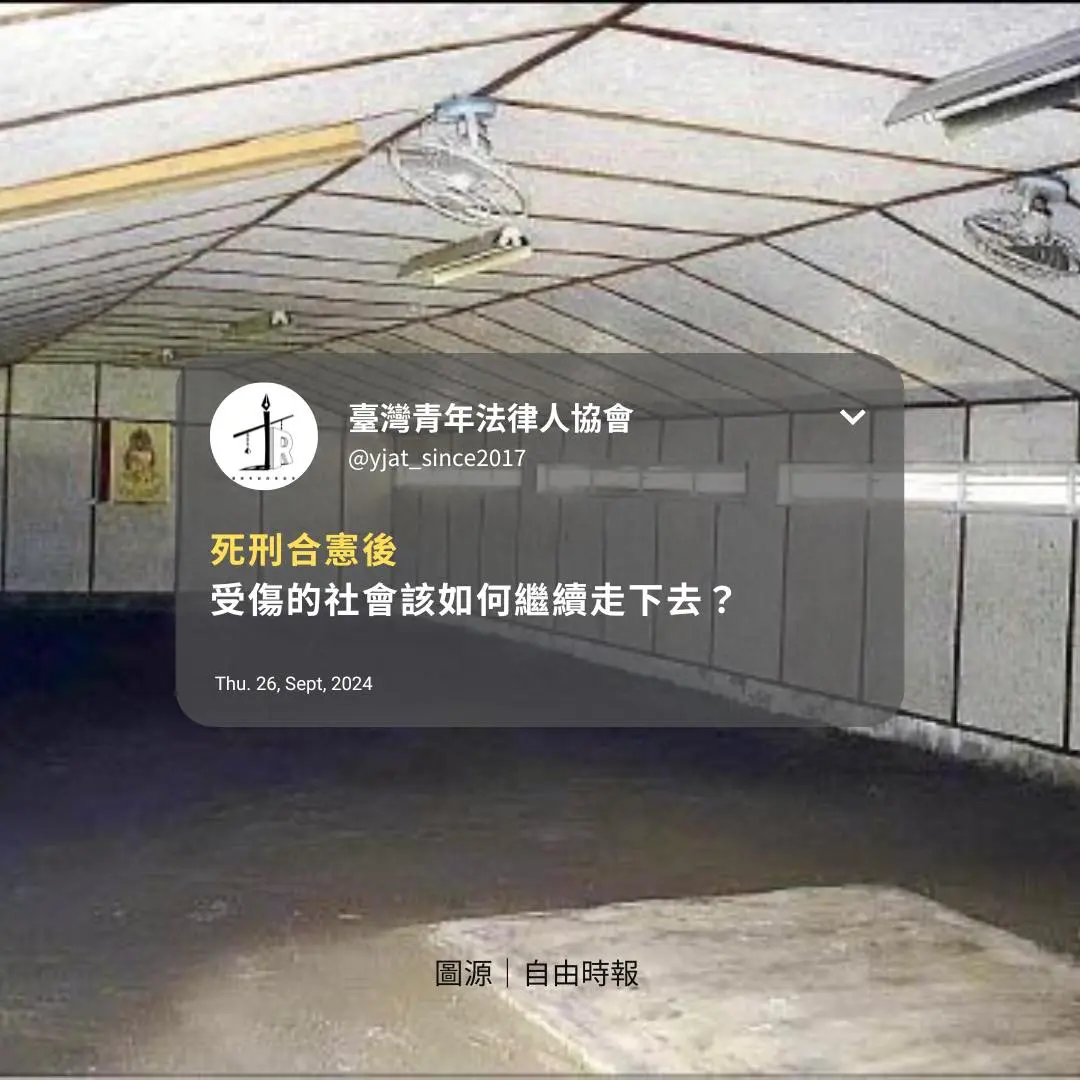 臺灣青年法律人協會
@yjat_since2017
死刑合憲後
受傷的社會該如何繼續走下去？
Thu. 26, Sept, 2024
圖源｜自由時報